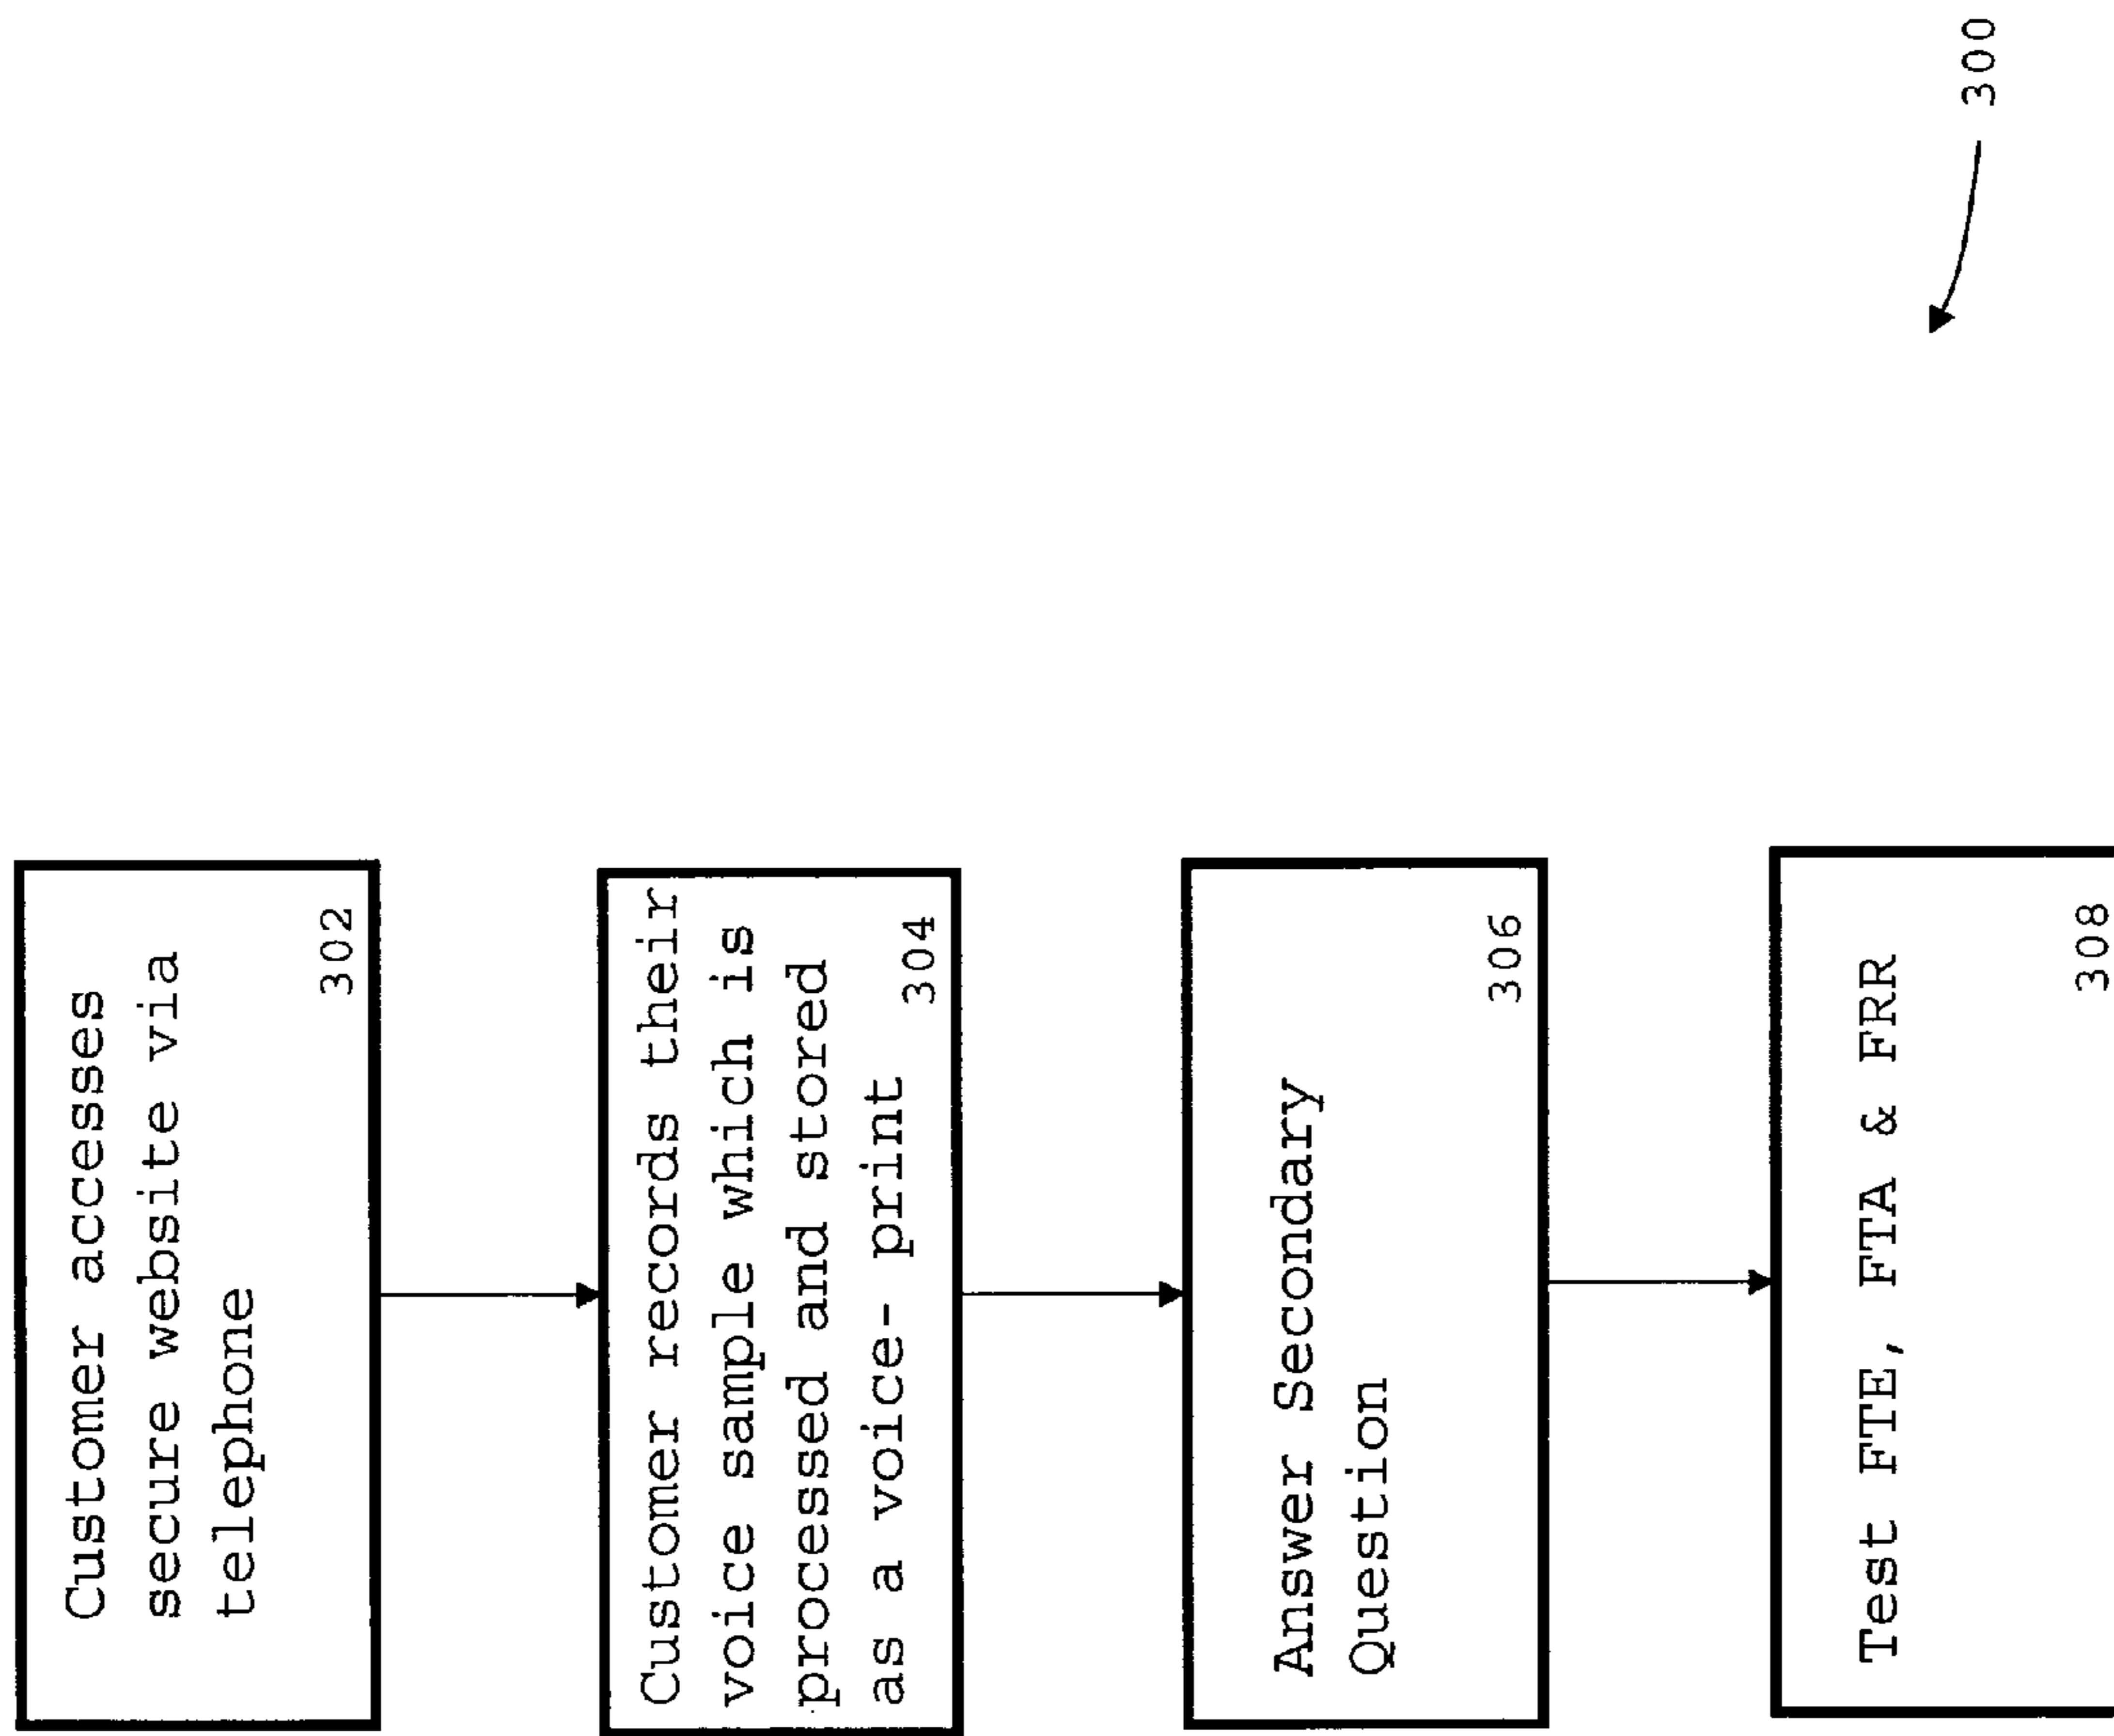 Customer accesses
secure website via
telephone
302
Customer records their
voice sample which is
processed and stored
as a voice- print
304
Answer Secondary
Question
306
Test FTE, FTA & FRR
308
300